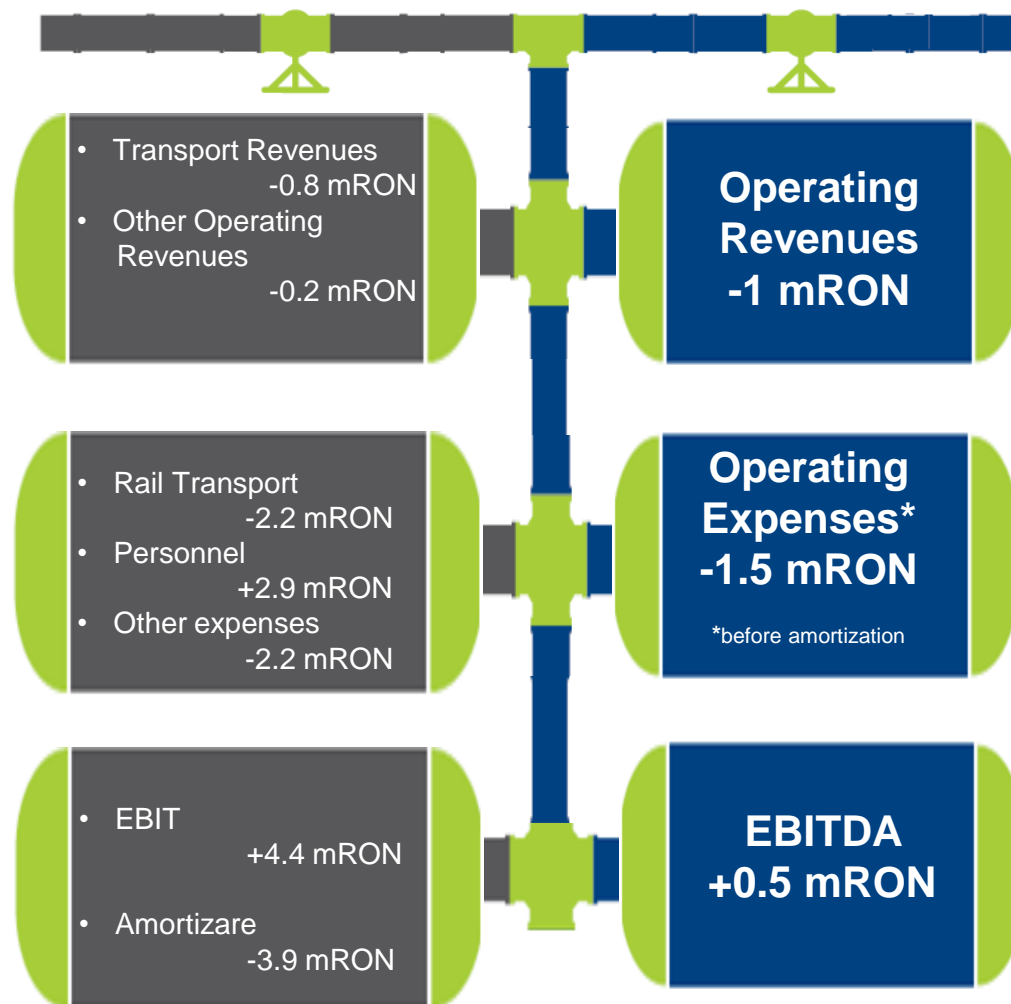 • Transport Revenues
-0.8 mRON
• Other Operating
Revenues
-0.2 mRON
Operating
Revenues
-1 mRON
• Rail Transport
-2.2 mRON
• Personnel
+2.9 mRON
• Other expenses
-2.2 mRON
Operating
Expenses*
-1.5 mRON
*before amortization
• EBIT
+4.4 mRON
• Amortizare
-3.9 mRON
EBITDA
+0.5 mRON